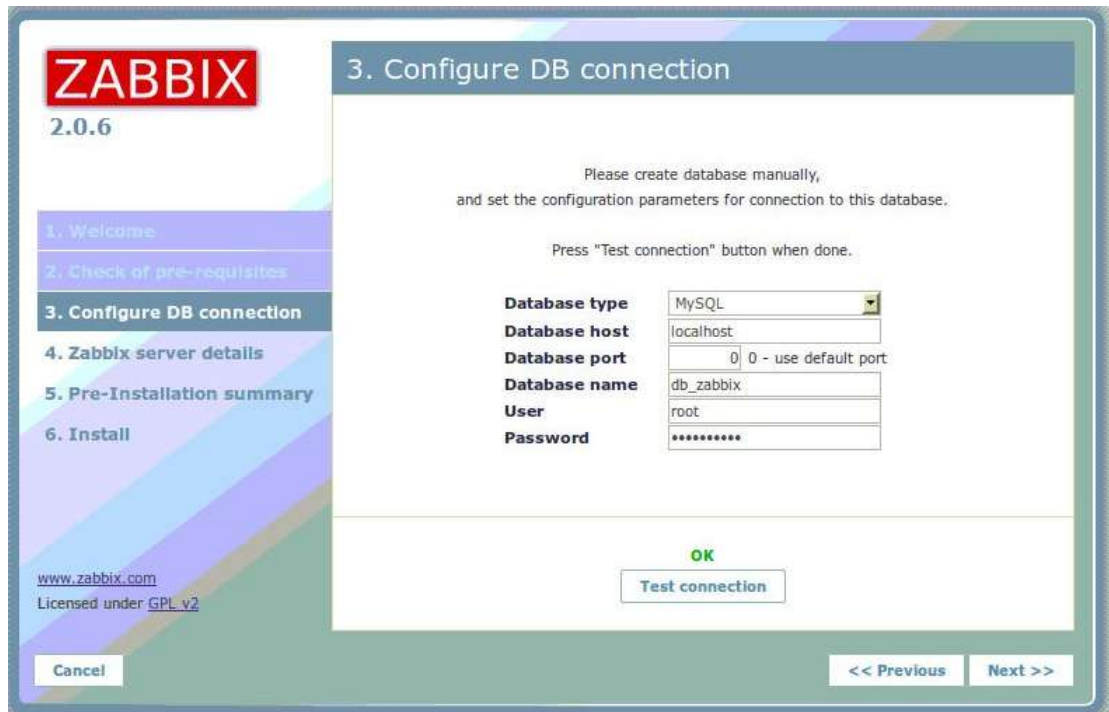 ZABBIX
2.0.6
1. Welcome
2. Check of pre-requisites
3. Configure DB connection
4. Zabbix server details
5. Pre-Installation summary
6. Install
www.zabbix.com
Licensed under GPL v2
3. Configure DB connection
Please create database manually,
and set the configuration parameters for connection to this database.
Press "Test connection" button when done.
Database type MySQL
Database host localhost
Database port 0 0 - use default port
Database name db_zabbix
User root
Password ••••••••••
OK
Test connection
Cancel << Previous Next >>